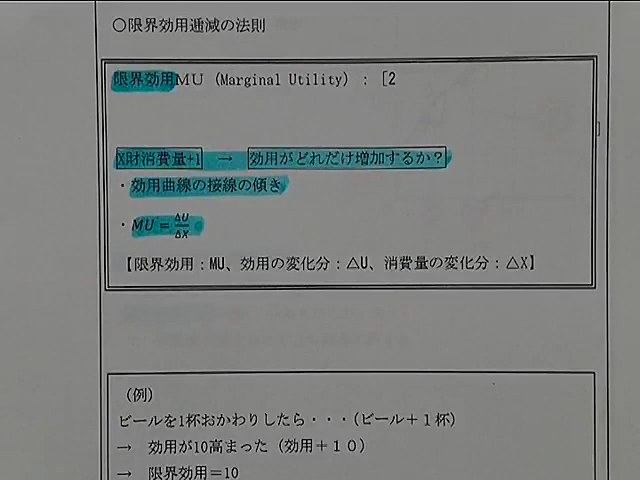 ○限界効用逓減の法則
限界効用MU（Marginal Utility）：［2
X財消費量+1 → 効用がどれだけ増加するか？
・効用曲線の接線の傾き
・MU＝ΔU/ΔX
【限界効用：MU、効用の変化分：△U、消費量の変化分：△X】
（例）
ビールを1杯おかわりしたら・・・（ビール＋１杯）
→ 効用が10高まった（効用＋１０）
→ 限界効用＝10